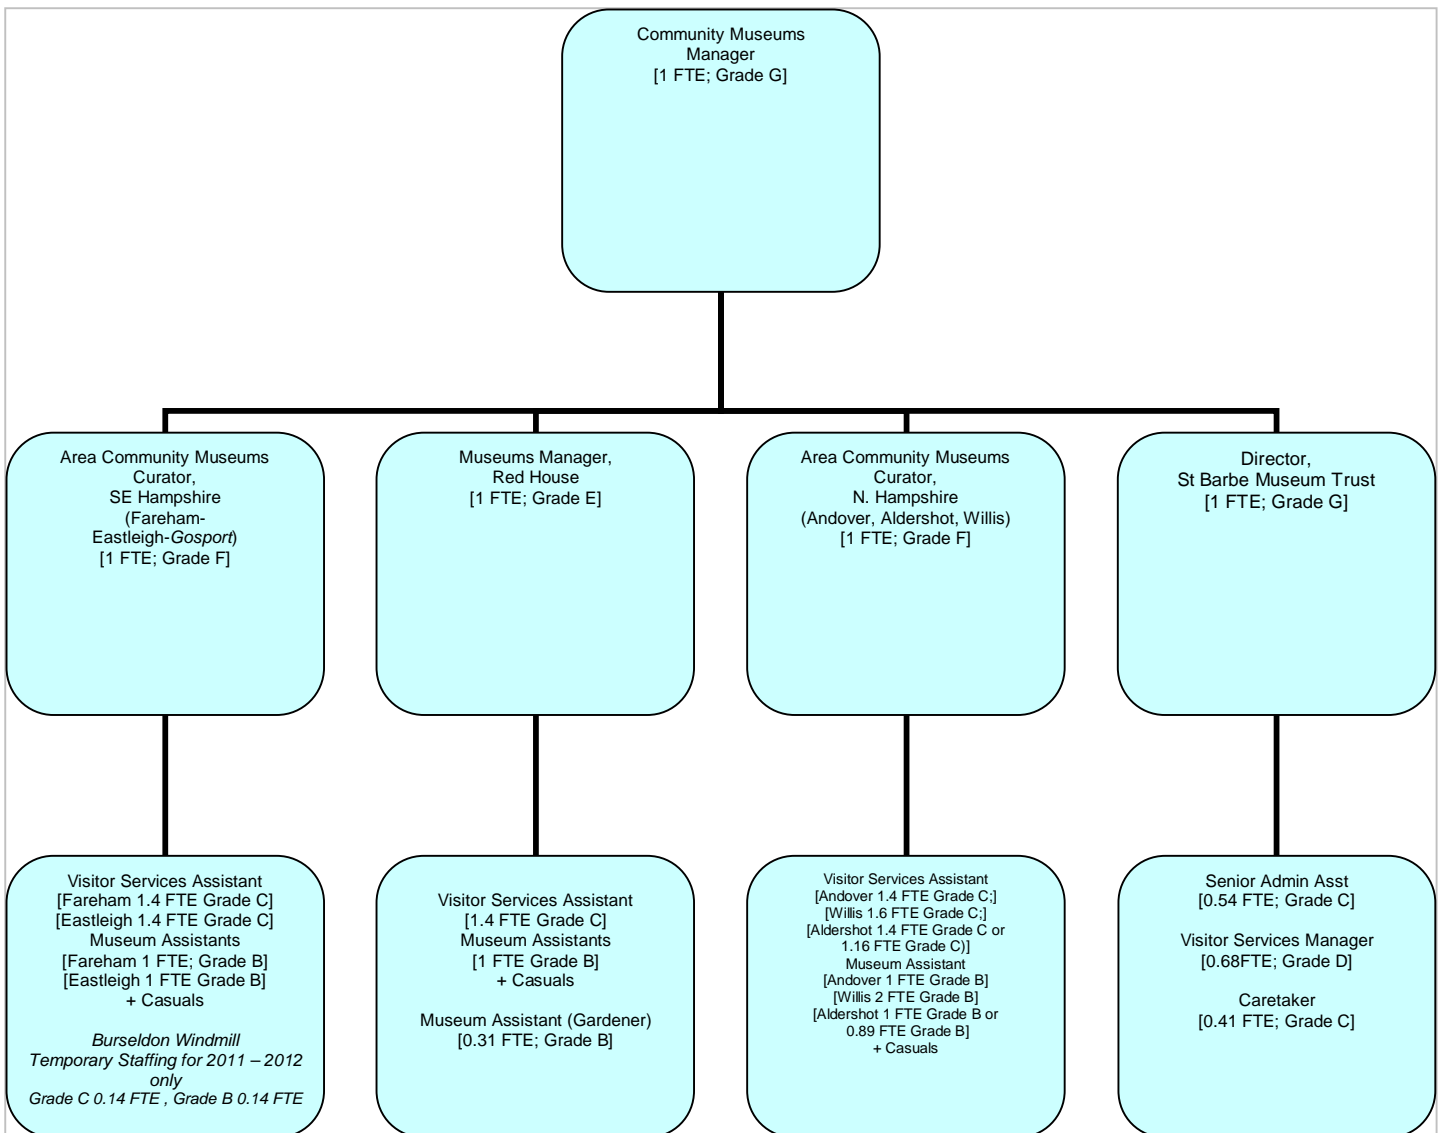 Community Museums
Manager
[1 FTE; Grade G]
Area Community Museums
Curator,
SE Hampshire
(Fareham-
Eastleigh-Gosport)
[1 FTE; Grade F]
Museums Manager,
Red House
[1 FTE; Grade E]
Area Community Museums
Curator,
N. Hampshire
(Andover, Aldershot, Willis)
[1 FTE; Grade F]
Director,
St Barbe Museum Trust
[1 FTE; Grade G]
Visitor Services Assistant
[Fareham 1.4 FTE Grade C]
[Eastleigh 1.4 FTE Grade C]
Museum Assistants
[Fareham 1 FTE; Grade B)
[Eastleigh 1 FTE Grade B]
+ Casuals
Burseldon Windmill
Temporary Staffing for 2011 – 2012
only
Grade C 0.14 FTE , Grade B 0.14 FTE
Visitor Services Assistant
[1.4 FTE Grade C]
Museum Assistants
[1 FTE Grade B]
+ Casuals
Museum Assistant (Gardener)
[0.31 FTE; Grade B]
Visitor Services Assistant
[Andover 1.4 FTE Grade C;]
[Willis 1.6 FTE Grade C;]
[Aldershot 1.4 FTE Grade C or
1.16 FTE Grade C)]
Museum Assistant
[Andover 1 FTE Grade B]
[Willis 2 FTE Grade B]
[Aldershot 1 FTE Grade B or
0.89 FTE Grade B]
+ Casuals
Senior Admin Asst
[0.54 FTE; Grade C]
Visitor Services Manager
[0.68FTE; Grade D]
Caretaker
[0.41 FTE; Grade C]